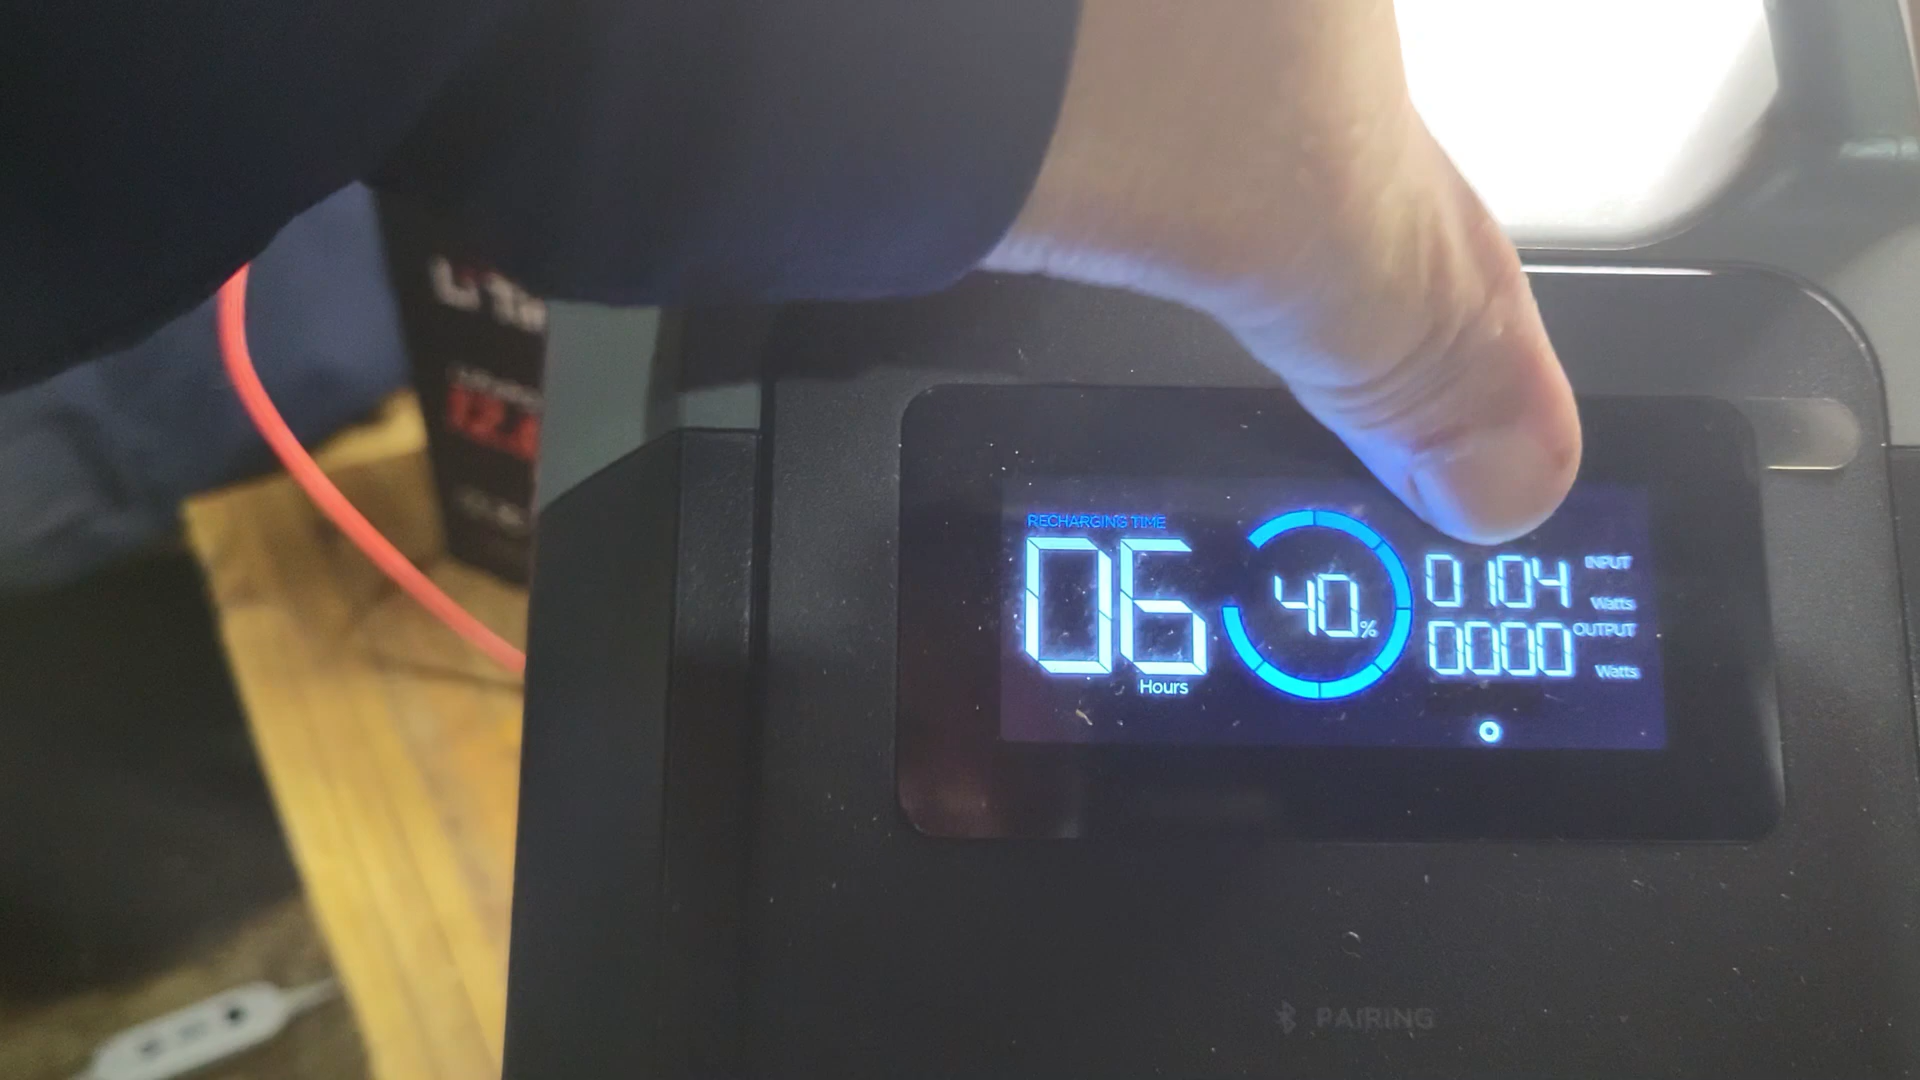 RECHARGING TIME
06
Hours
40%
0104 INPUT
Watts
0000 OUTPUT
Watts
PAIRING